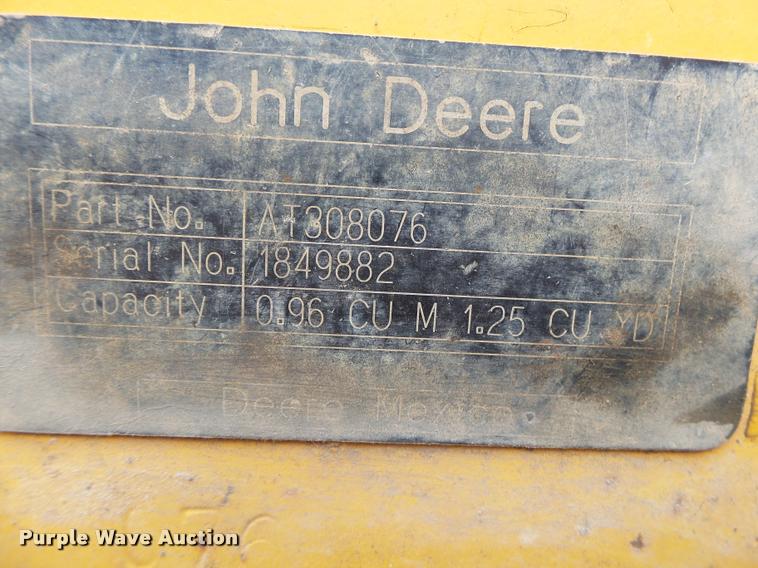 John Deere
Part No. AT308076
Serial No. 1849882
Capacity 0.96 CU M 1.25 CU YD
Deere Mexico
Purple Wave Auction